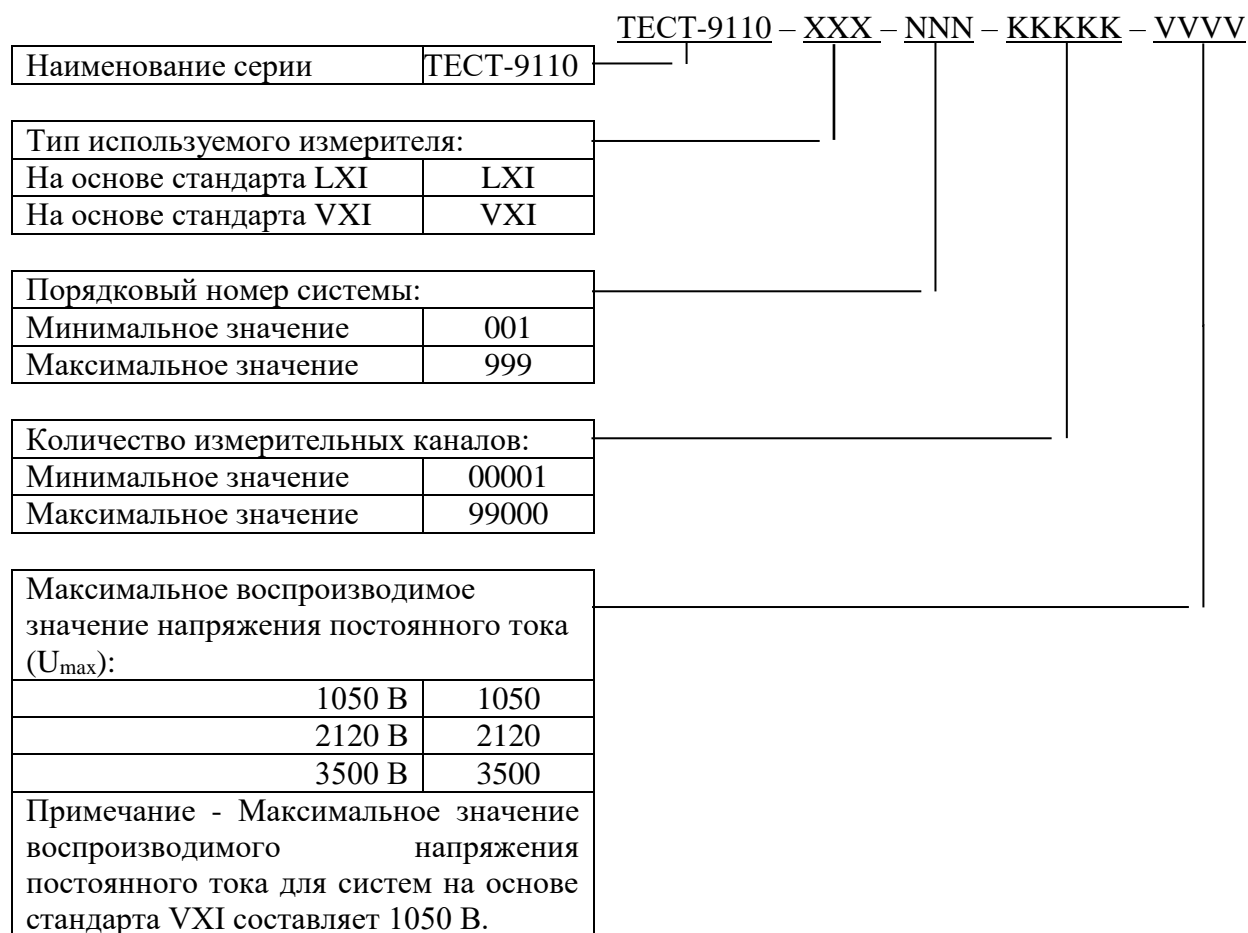 ТЕСТ-9110 – XXX – NNN – KKKKK – VVVV
Наименование серии ТЕСТ-9110
Тип используемого измерителя:
На основе стандарта LXI LXI
На основе стандарта VXI VXI
Порядковый номер системы:
Минимальное значение 001
Максимальное значение 999
Количество измерительных каналов:
Минимальное значение 00001
Максимальное значение 99000
Максимальное воспроизводимое
значение напряжения постоянного тока
(Umax):
1050 В 1050
2120 В 2120
3500 В 3500
Примечание - Максимальное значение
воспроизводимого напряжения
постоянного тока для систем на основе
стандарта VXI составляет 1050 В.